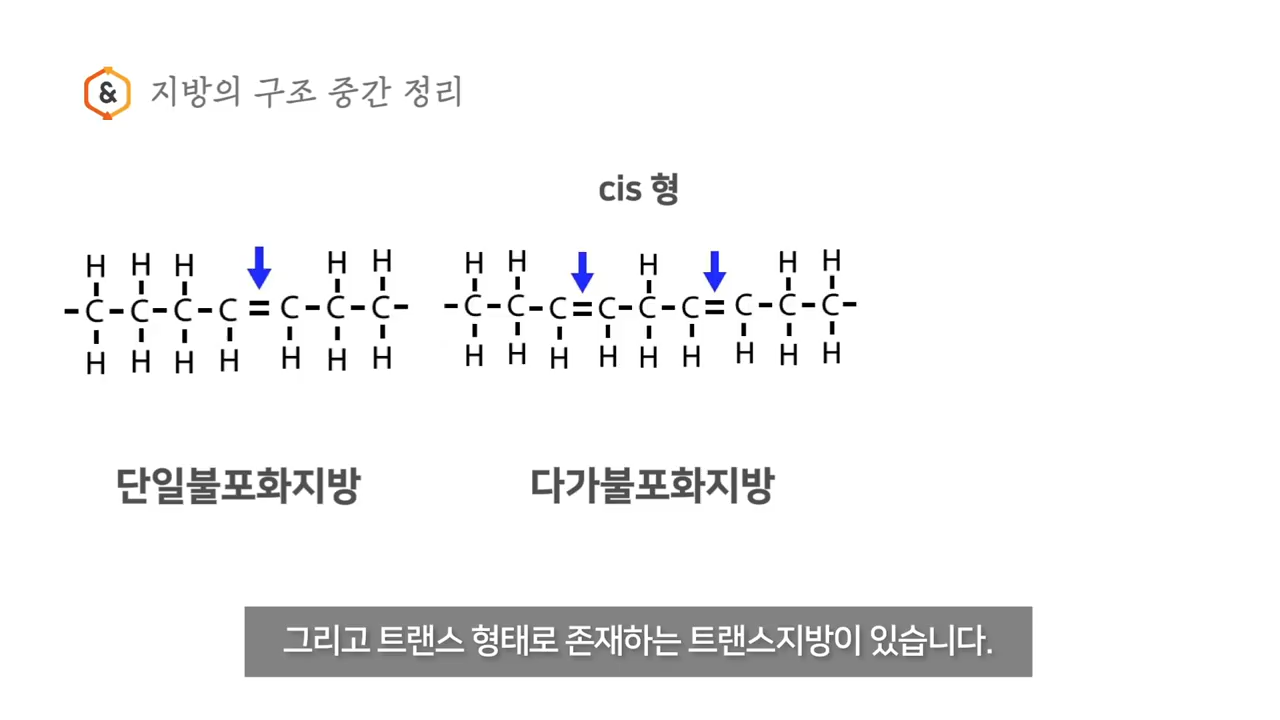 & 지방의 구조 중간 정리
cis 형
H H H H H H H H H H
-C-C-C-C=C-C-C- -C-C-C=C-C-C=C-C-C-
H H H H H H H H H H H H H H H H
단일불포화지방 다가불포화지방
그리고 트랜스 형태로 존재하는 트랜스지방이 있습니다.